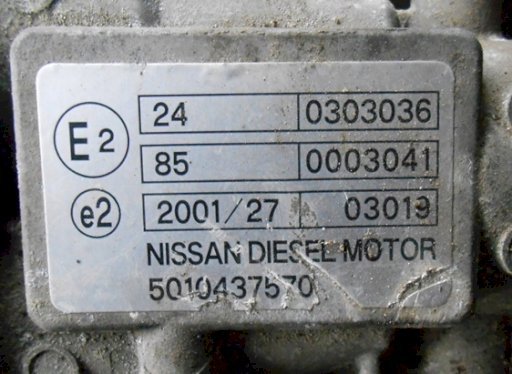 E2 24 0303036
85 0003041
e2 2001/27 03019
NISSAN DIESEL MOTOR
5010437570